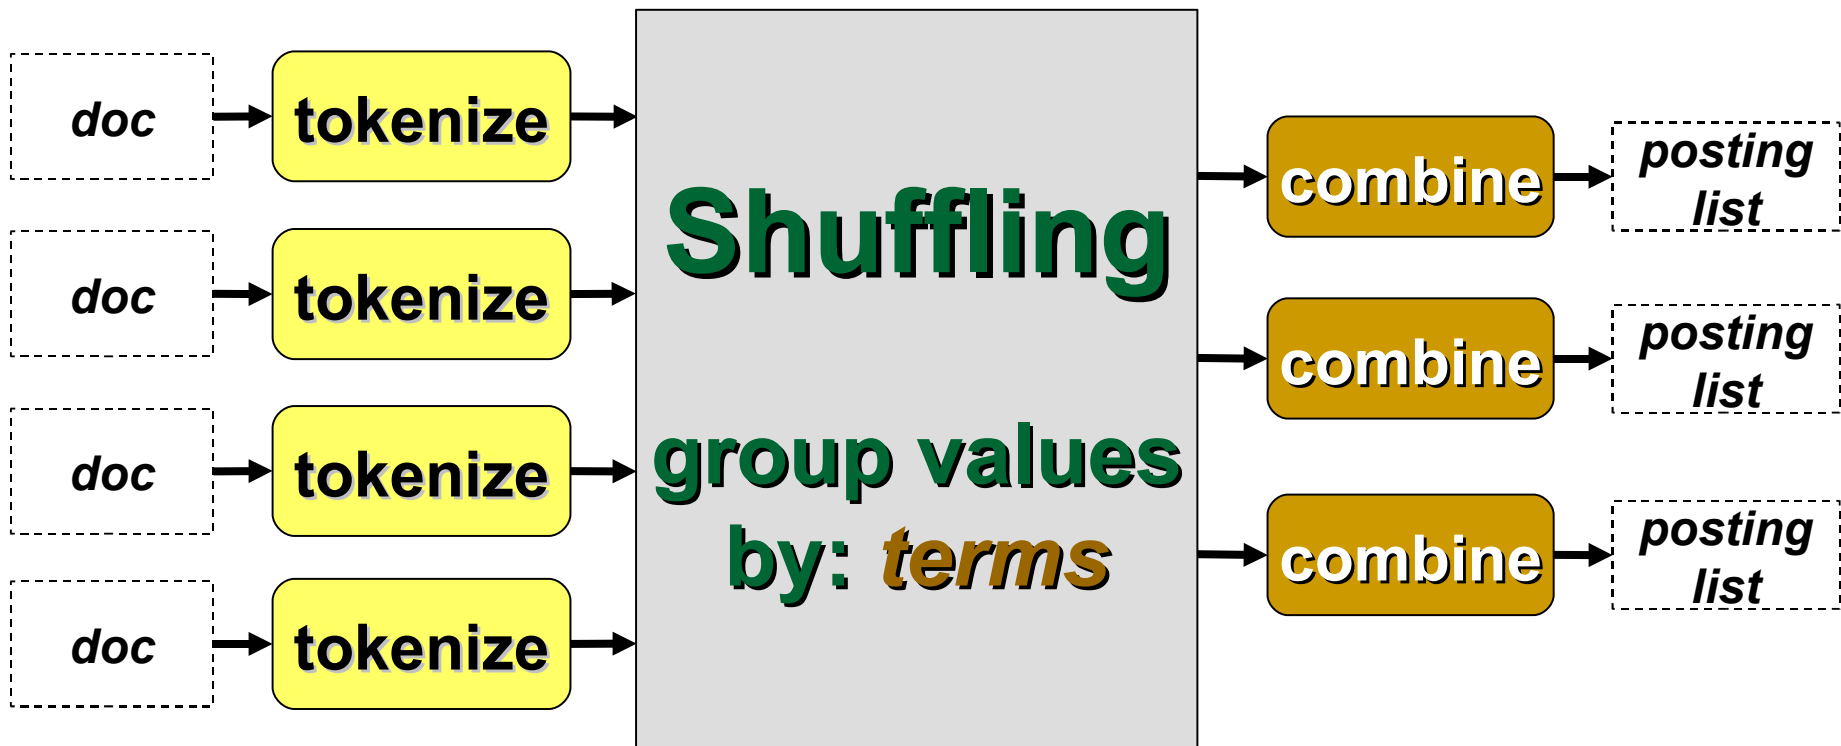 doc
tokenize
doc
tokenize
doc
tokenize
doc
tokenize
Shuffling
group values
by: terms
combine
posting
list
combine
posting
list
combine
posting
list